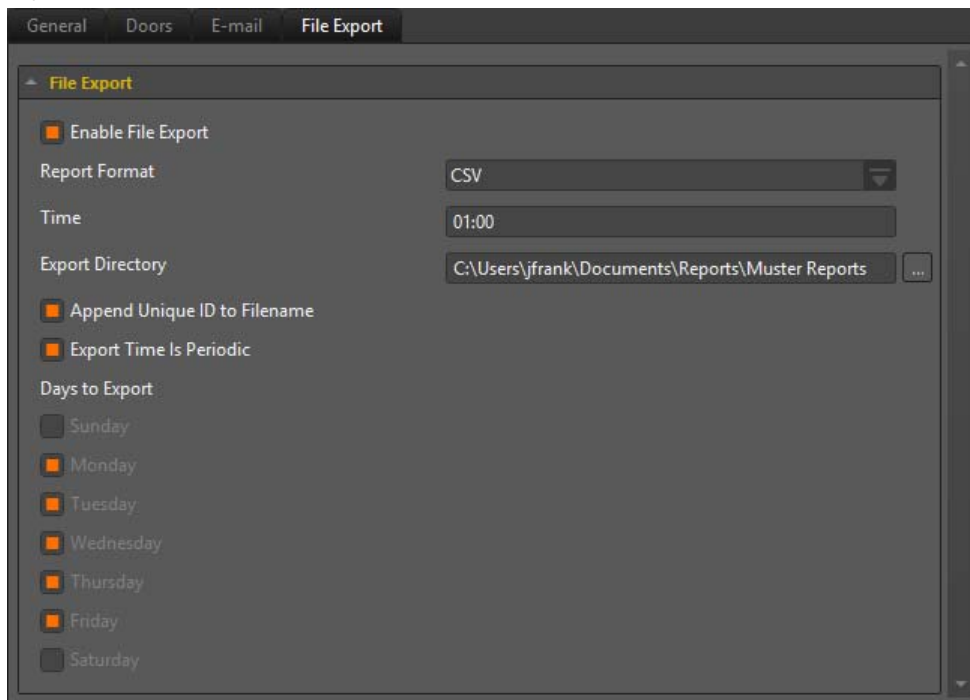 General Doors E-mail File Export
File Export
Enable File Export
Report Format CSV
Time 01:00
Export Directory C:\Users\jfrank\Documents\Reports\Muster Reports ...
Append Unique ID to Filename
Export Time Is Periodic
Days to Export
Sunday
Monday
Tuesday
Wednesday
Thursday
Friday
Saturday